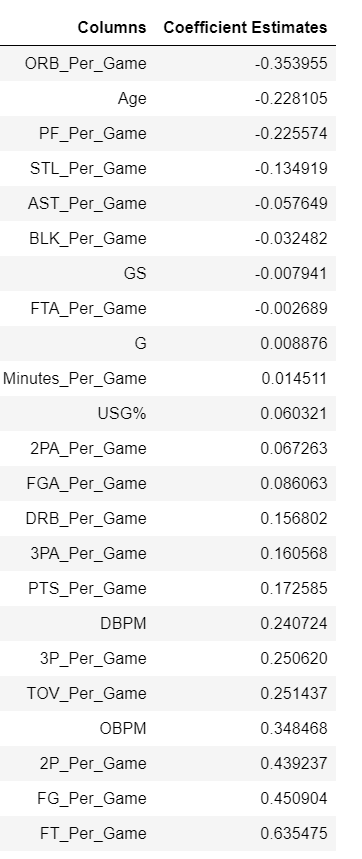 Columns Coefficient Estimates
ORB_Per_Game -0.353955
Age -0.228105
PF_Per_Game -0.225574
STL_Per_Game -0.134919
AST_Per_Game -0.057649
BLK_Per_Game -0.032482
GS -0.007941
FTA_Per_Game -0.002689
G 0.008876
Minutes_Per_Game 0.014511
USG% 0.060321
2PA_Per_Game 0.067263
FGA_Per_Game 0.086063
DRB_Per_Game 0.156802
3PA_Per_Game 0.160568
PTS_Per_Game 0.172585
DBPM 0.240724
3P_Per_Game 0.250620
TOV_Per_Game 0.251437
OBPM 0.348468
2P_Per_Game 0.439237
FG_Per_Game 0.450904
FT_Per_Game 0.635475